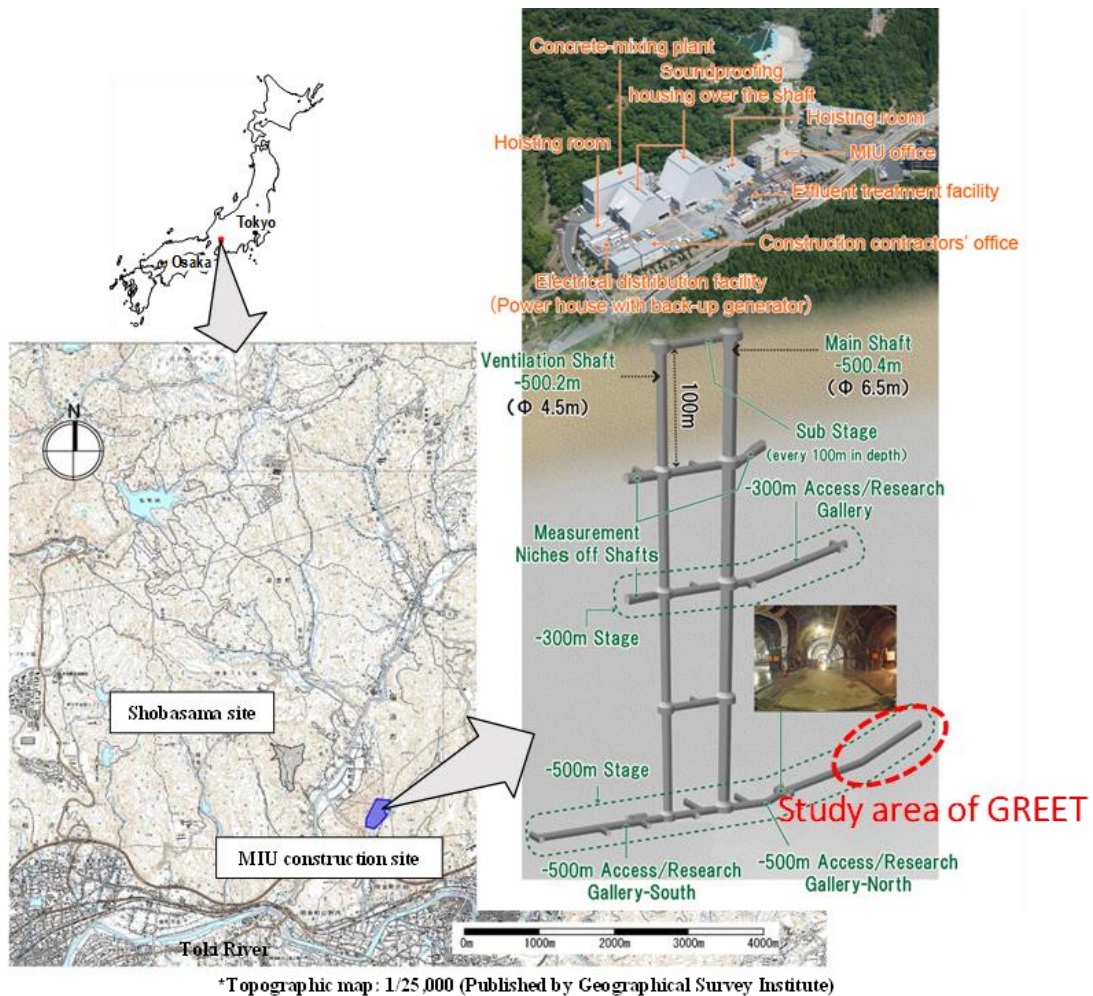 Concrete-mixing plant
Soundproofing
housing over the shaft
Hoisting room
Hoisting room
MIU office
Effluent treatment facility
Construction contractors' office
Electrical distribution facility
(Power house with back-up generator)
Tokyo
Osaka
N
Shobasama site
MIU construction site
Toki River
Ventilation Shaft
-500.2m
(Φ 4.5m)
100m
Main Shaft
-500.4m
(Φ 6.5m)
Sub Stage
(every 100m in depth)
-300m Access/Research
Gallery
Measurement
Niches off Shafts
-300m Stage
-500m Stage
Study area of GREET
-500m Access/Research
Gallery-South
-500m Access/Research
Gallery-North
0m 1000m 2000m 3000m 4000m
*Topographic map: 1/25,000 (Published by Geographical Survey Institute)